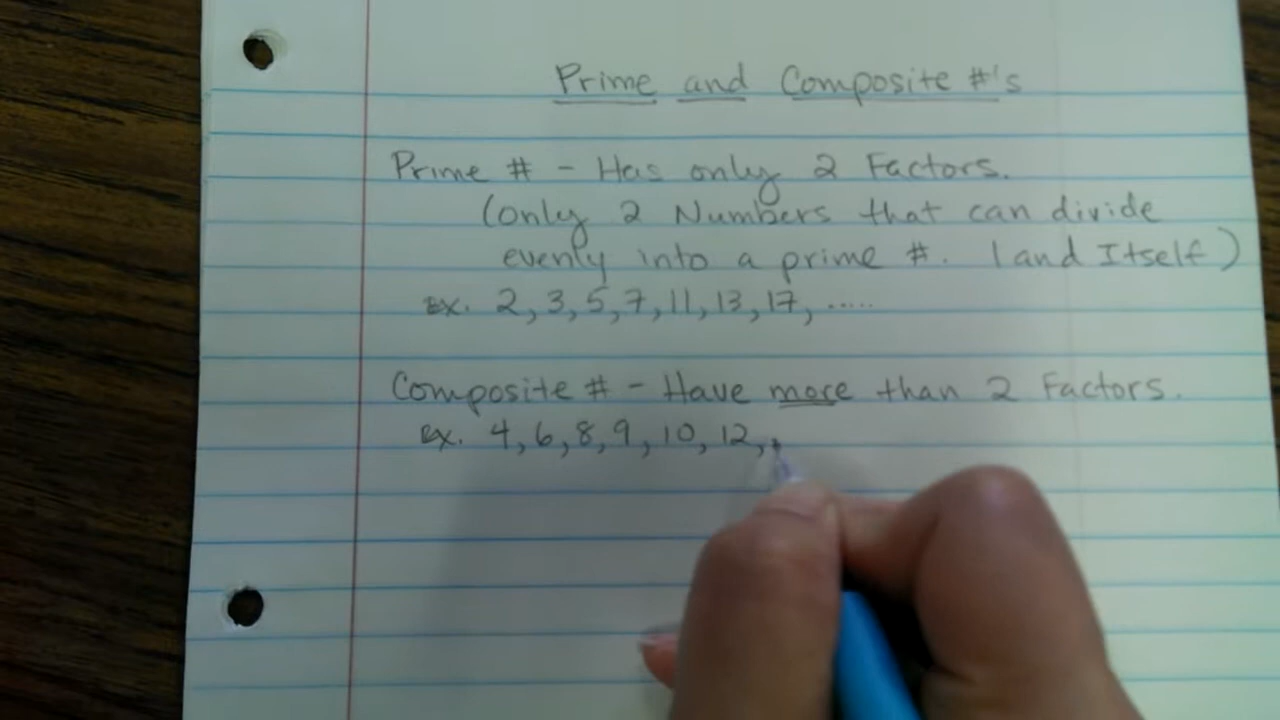 Prime and Composite #'s
Prime # - Has only 2 Factors.
(only 2 Numbers that can divide
evenly into a prime #. 1 and Itself)
Ex. 2, 3, 5, 7, 11, 13, 17, .....
Composite # - Have more than 2 Factors.
Ex. 4, 6, 8, 9, 10, 12,